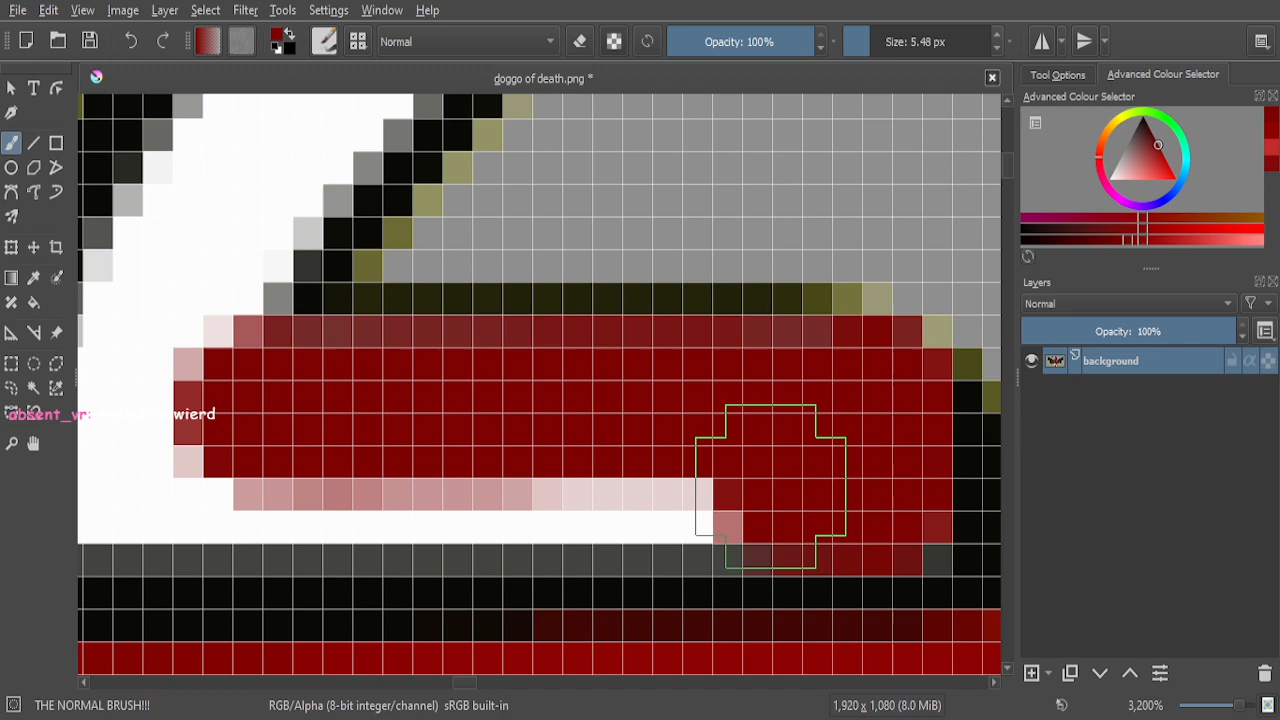 File Edit View Image Layer Select Filter Tools Settings Window Help
Normal Opacity: 100% Size: 5.48 px
doggo of death.png *
Tool Options Advanced Colour Selector
Advanced Colour Selector
Layers
Normal
Opacity: 100%
background
wierd
THE NORMAL BRUSH!!! RGB/Alpha (8-bit integer/channel) sRGB built-in 1,920 x 1,080 (8.0 MiB) 3,200%